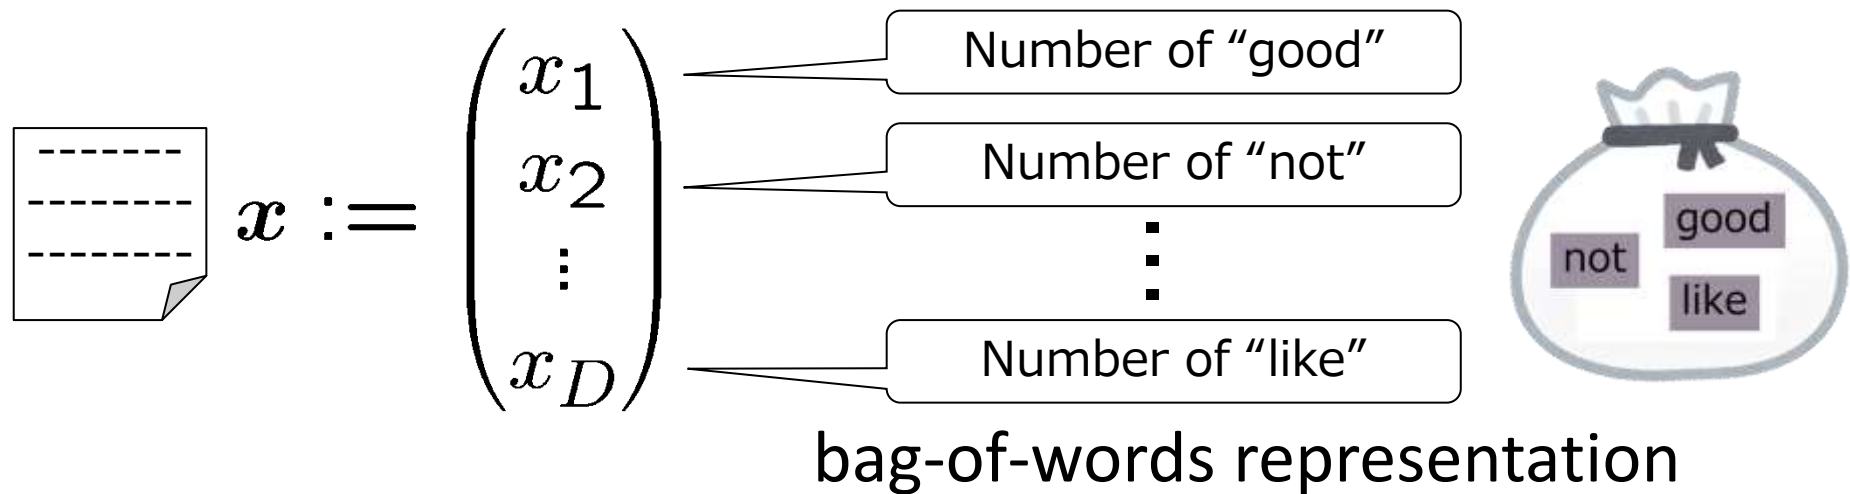 Number of “good”
x := (x1 x2 ⋮ xD)
Number of “not”
⋮
Number of “like”
good
not
like
bag-of-words representation